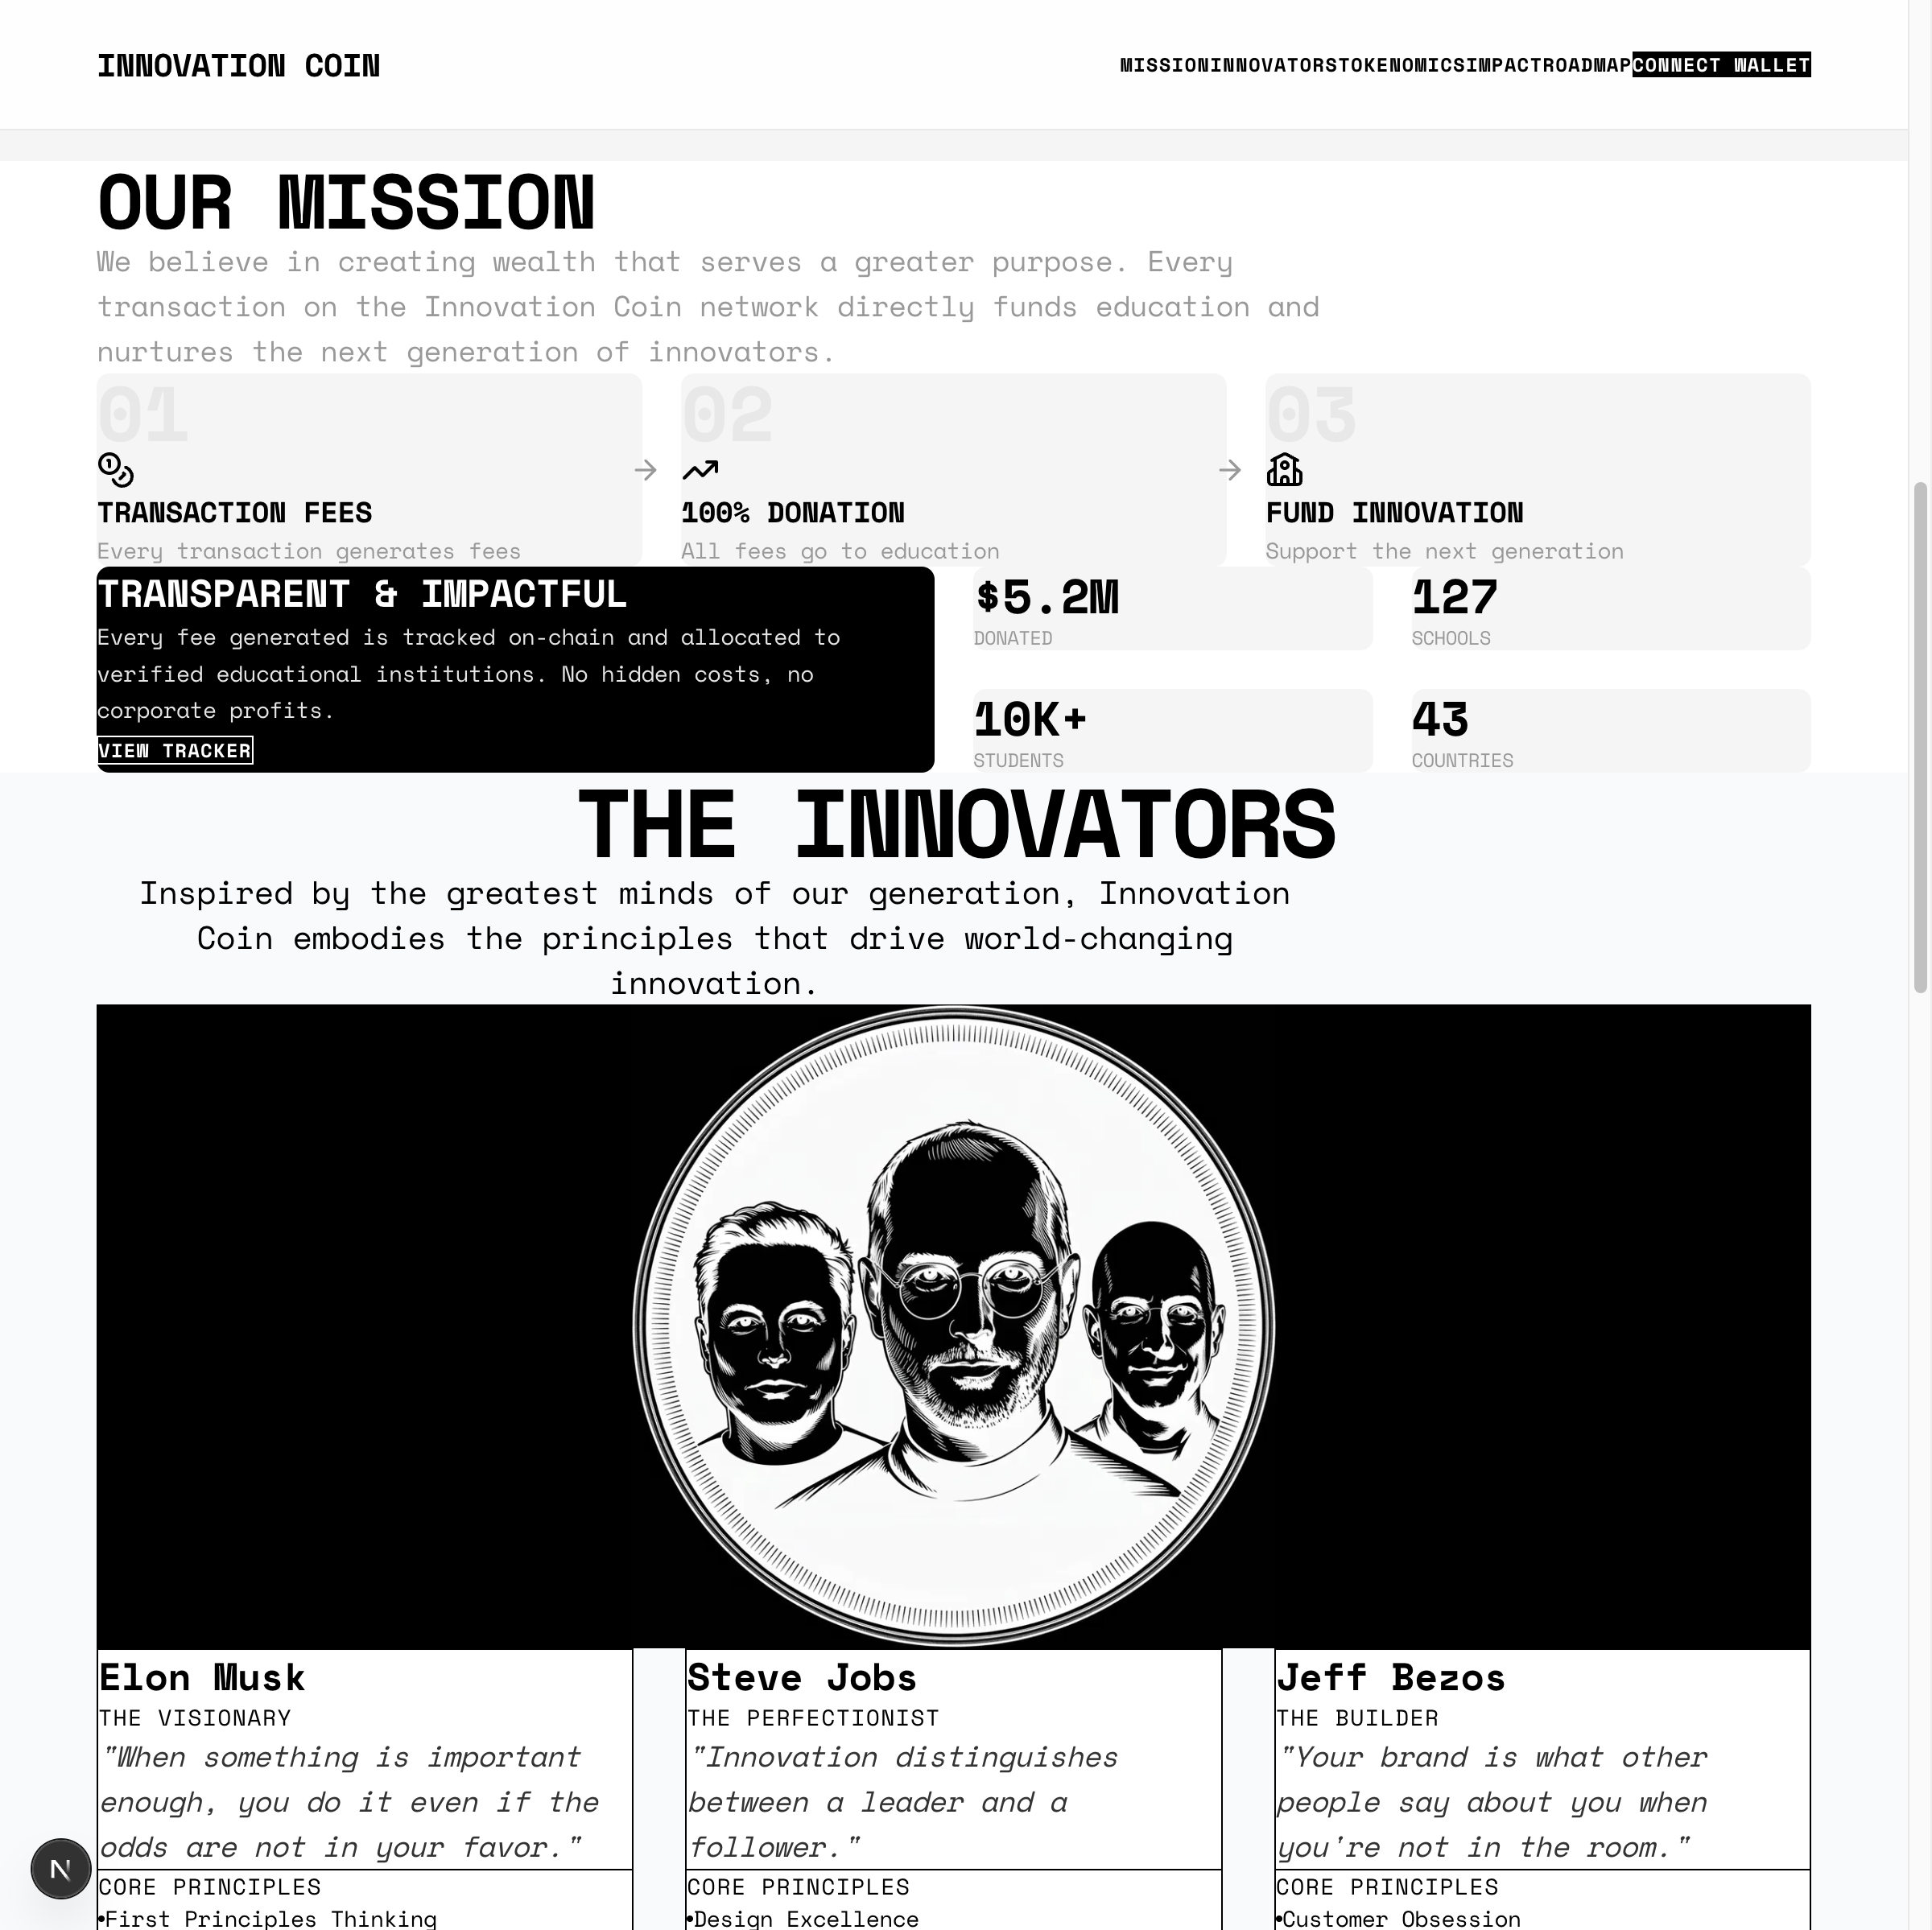 INNOVATION COIN
MISSIONINNOVATORSTOKENOMICSIMPACTROADMAPCONNECT WALLET
OUR MISSION
We believe in creating wealth that serves a greater purpose. Every
transaction on the Innovation Coin network directly funds education and
nurtures the next generation of innovators.
01
TRANSACTION FEES
Every transaction generates fees
02
100% DONATION
All fees go to education
03
FUND INNOVATION
Support the next generation
TRANSPARENT & IMPACTFUL
Every fee generated is tracked on-chain and allocated to
verified educational institutions. No hidden costs, no
corporate profits.
VIEW TRACKER
$5.2M
DONATED
127
SCHOOLS
10K+
STUDENTS
43
COUNTRIES
THE INNOVATORS
Inspired by the greatest minds of our generation, Innovation
Coin embodies the principles that drive world-changing
innovation.
Elon Musk
THE VISIONARY
"When something is important
enough, you do it even if the
odds are not in your favor."
CORE PRINCIPLES
•First Principles Thinking
Steve Jobs
THE PERFECTIONIST
"Innovation distinguishes
between a leader and a
follower."
CORE PRINCIPLES
•Design Excellence
Jeff Bezos
THE BUILDER
"Your brand is what other
people say about you when
you're not in the room."
CORE PRINCIPLES
•Customer Obsession
N